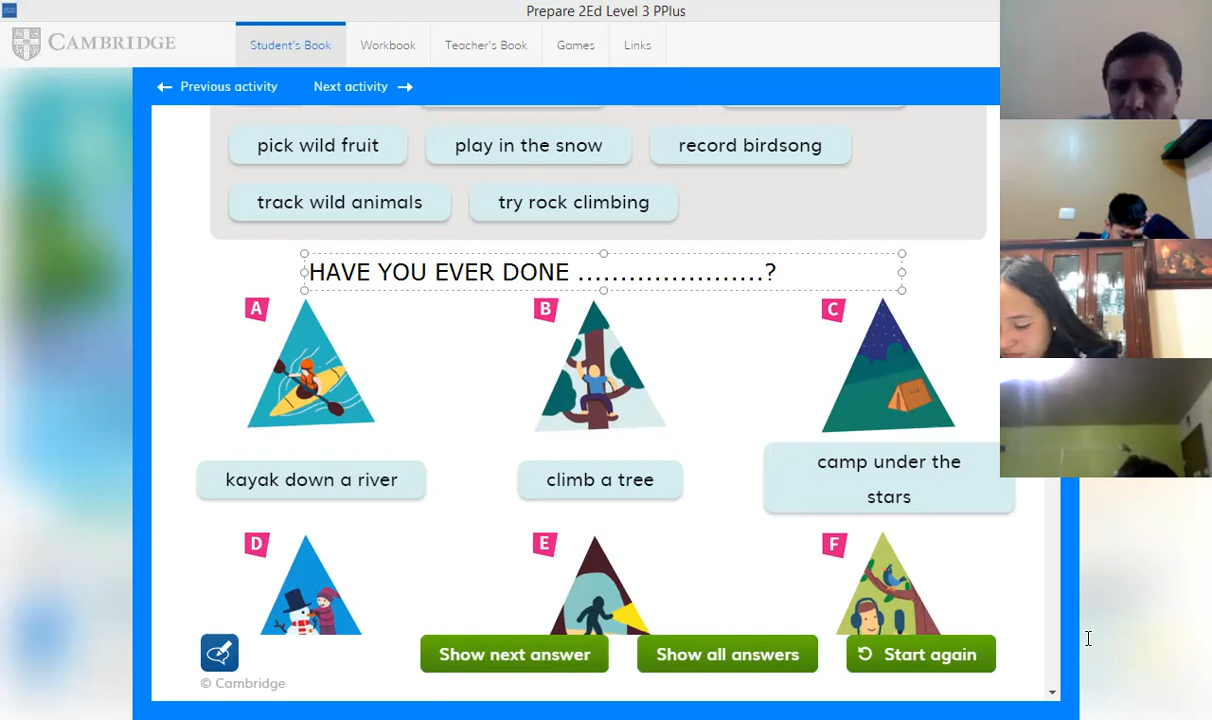 Prepare 2Ed Level 3 PPlus
CAMBRIDGE
Student's Book
Workbook
Teacher's Book
Games
Links
← Previous activity
Next activity →
pick wild fruit
play in the snow
record birdsong
track wild animals
try rock climbing
HAVE YOU EVER DONE ......................?
A
B
C
kayak down a river
climb a tree
camp under the
stars
D
E
F
Show next answer
Show all answers
Start again
© Cambridge